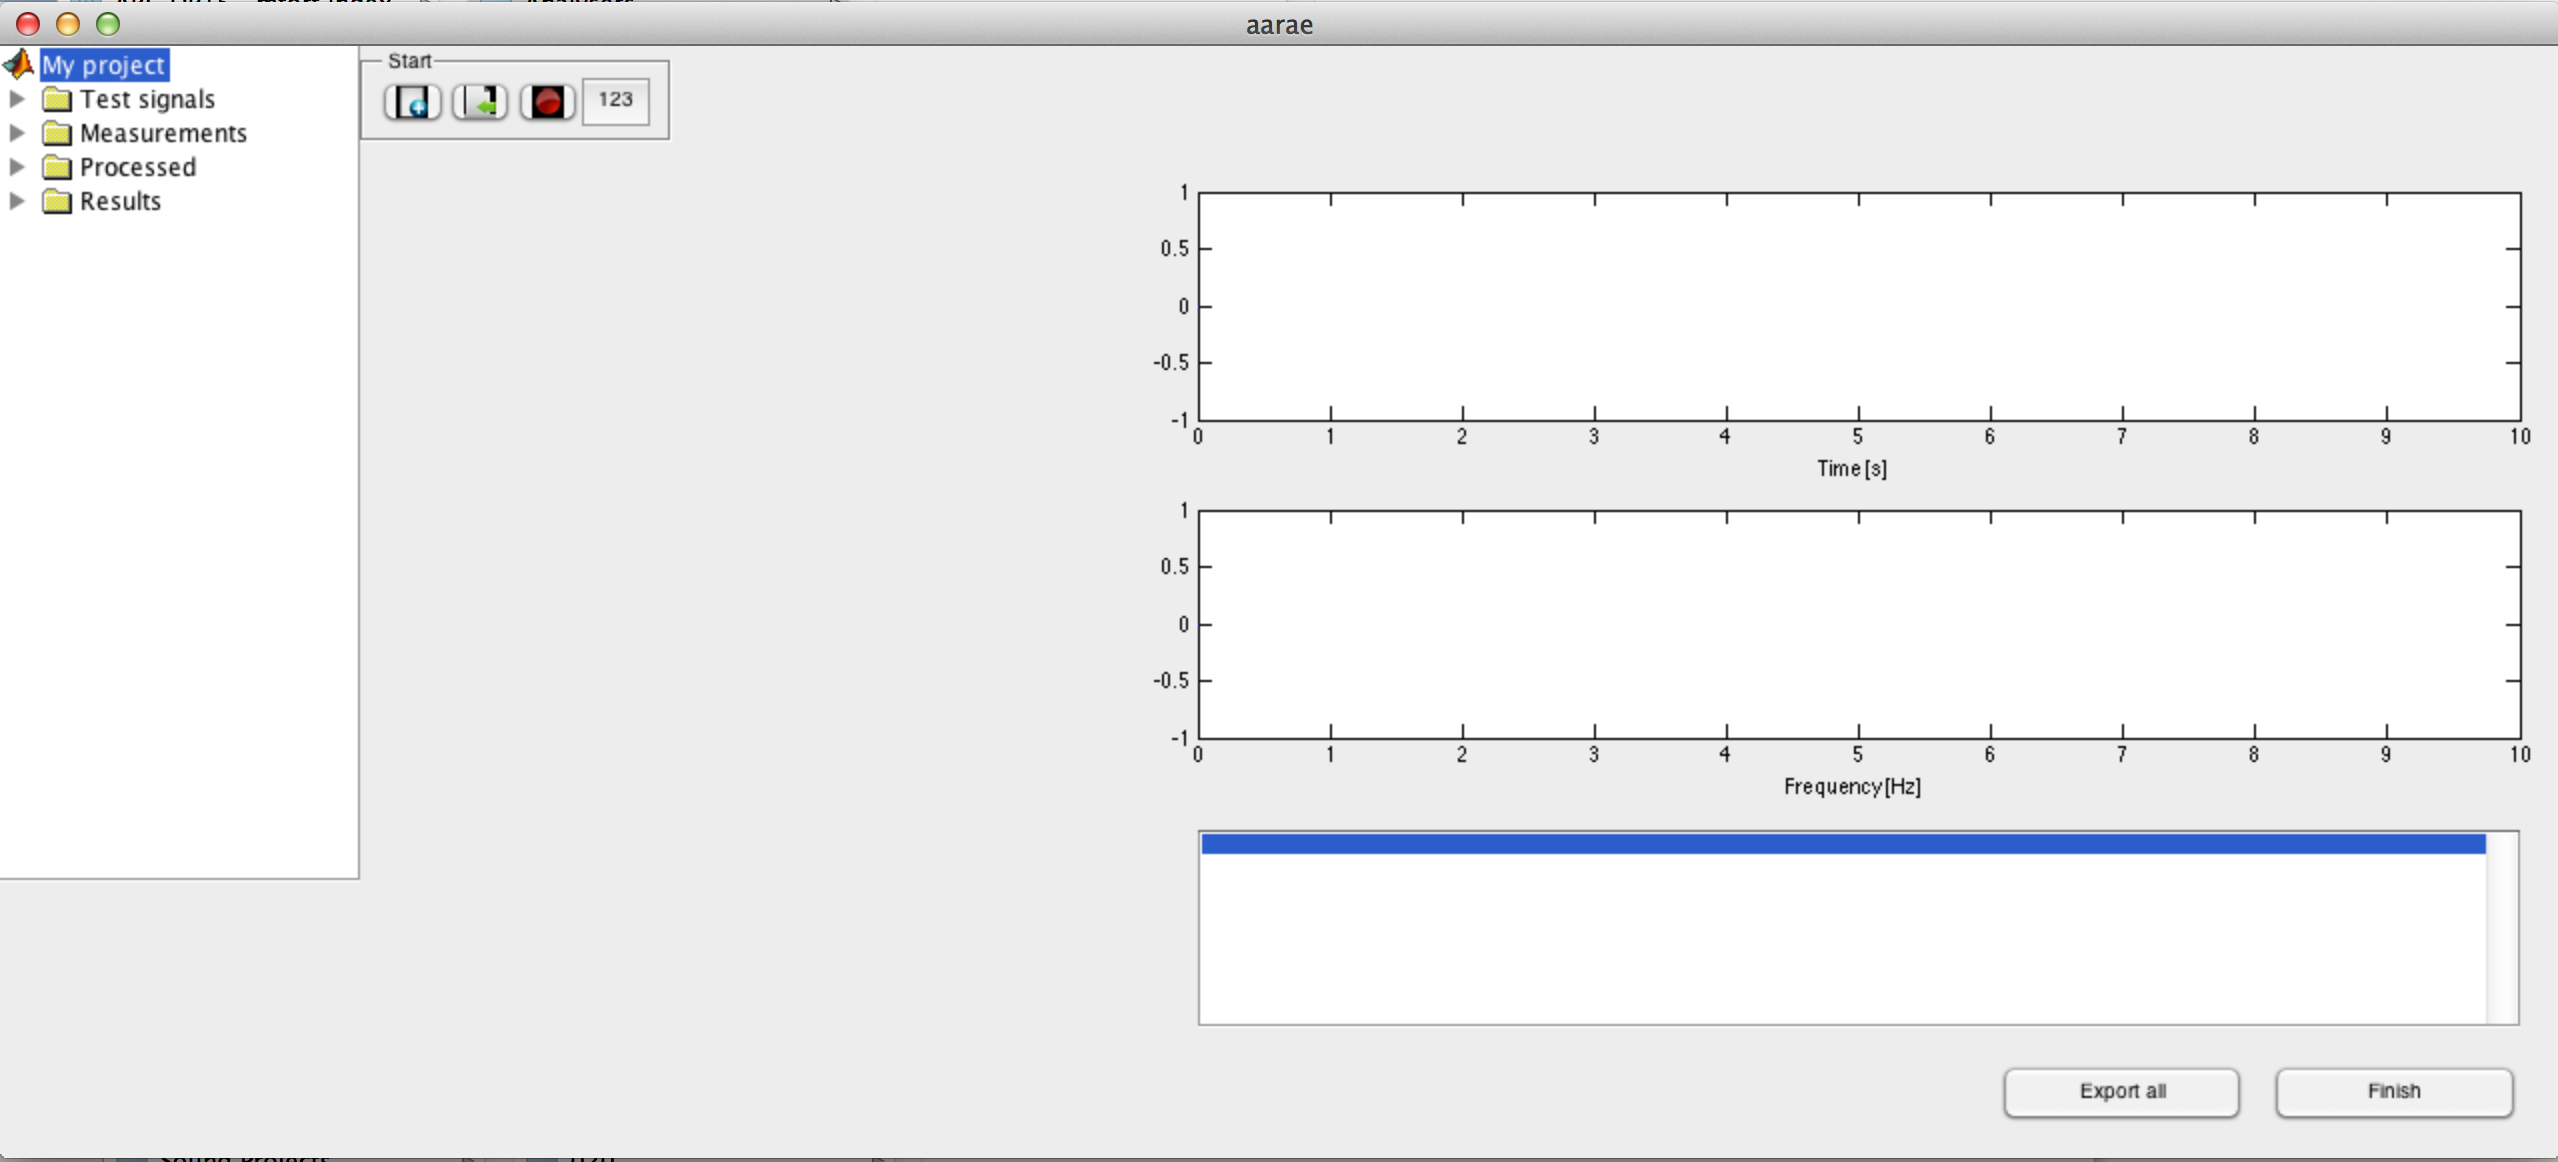 aarae
My project
Test signals
Measurements
Processed
Results
Start
123
1
0.5
0
-0.5
-1
0 1 2 3 4 5 6 7 8 9 10
Time[s]
1
0.5
0
-0.5
-1
0 1 2 3 4 5 6 7 8 9 10
Frequency[Hz]
Export all Finish